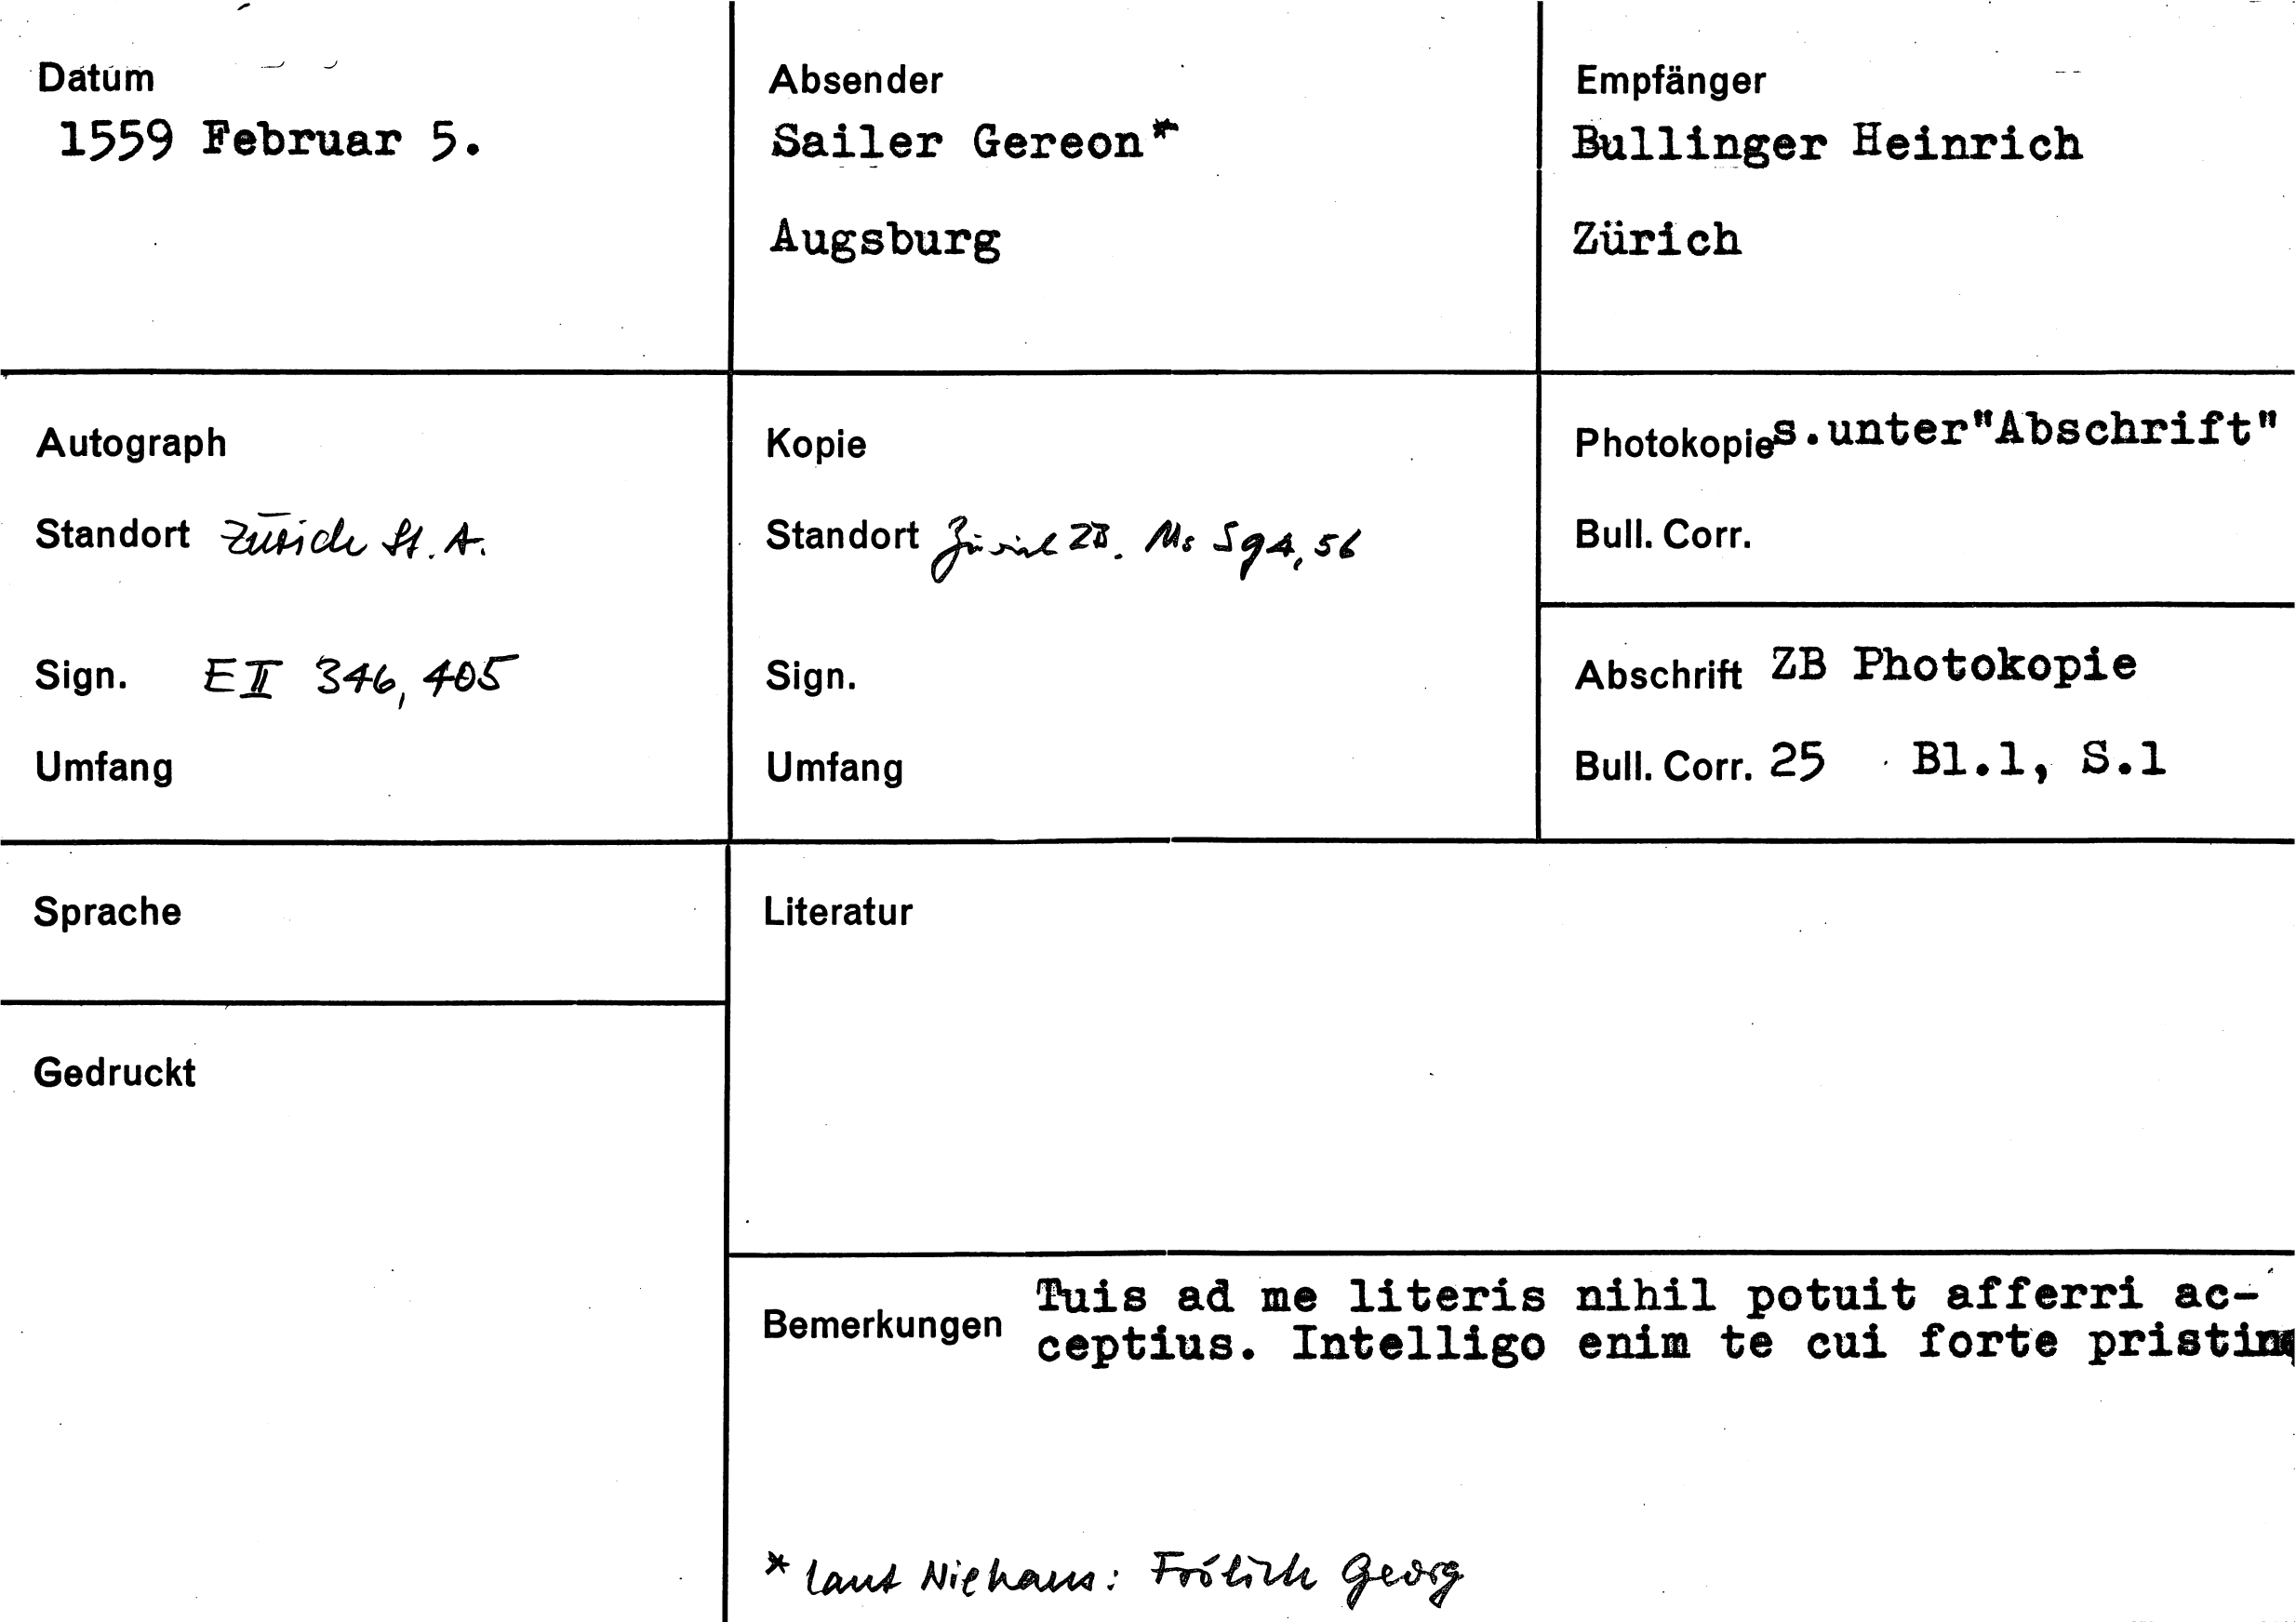 Datum
1559 Februar 5.
Absender
Sailer Gereon*
Augsburg
Empfänger
Bullinger Heinrich
Zürich
Autograph
Standort Zürich St. A.
Sign. E II 346, 405
Umfang
Kopie
Standort Zürich ZB. Ms S 94, 56
Sign.
Umfang
Photokopie s.unter"Abschrift"
Bull. Corr.
Abschrift ZB Photokopie
Bull. Corr. 25 Bl.1, S.1
Sprache
Gedruckt
Literatur
Bemerkungen Tuis ad me literis nihil potuit afferri ac-
ceptius. Intelligo enim te cui forte pristine
* laut Niehaus: Frölich Georg